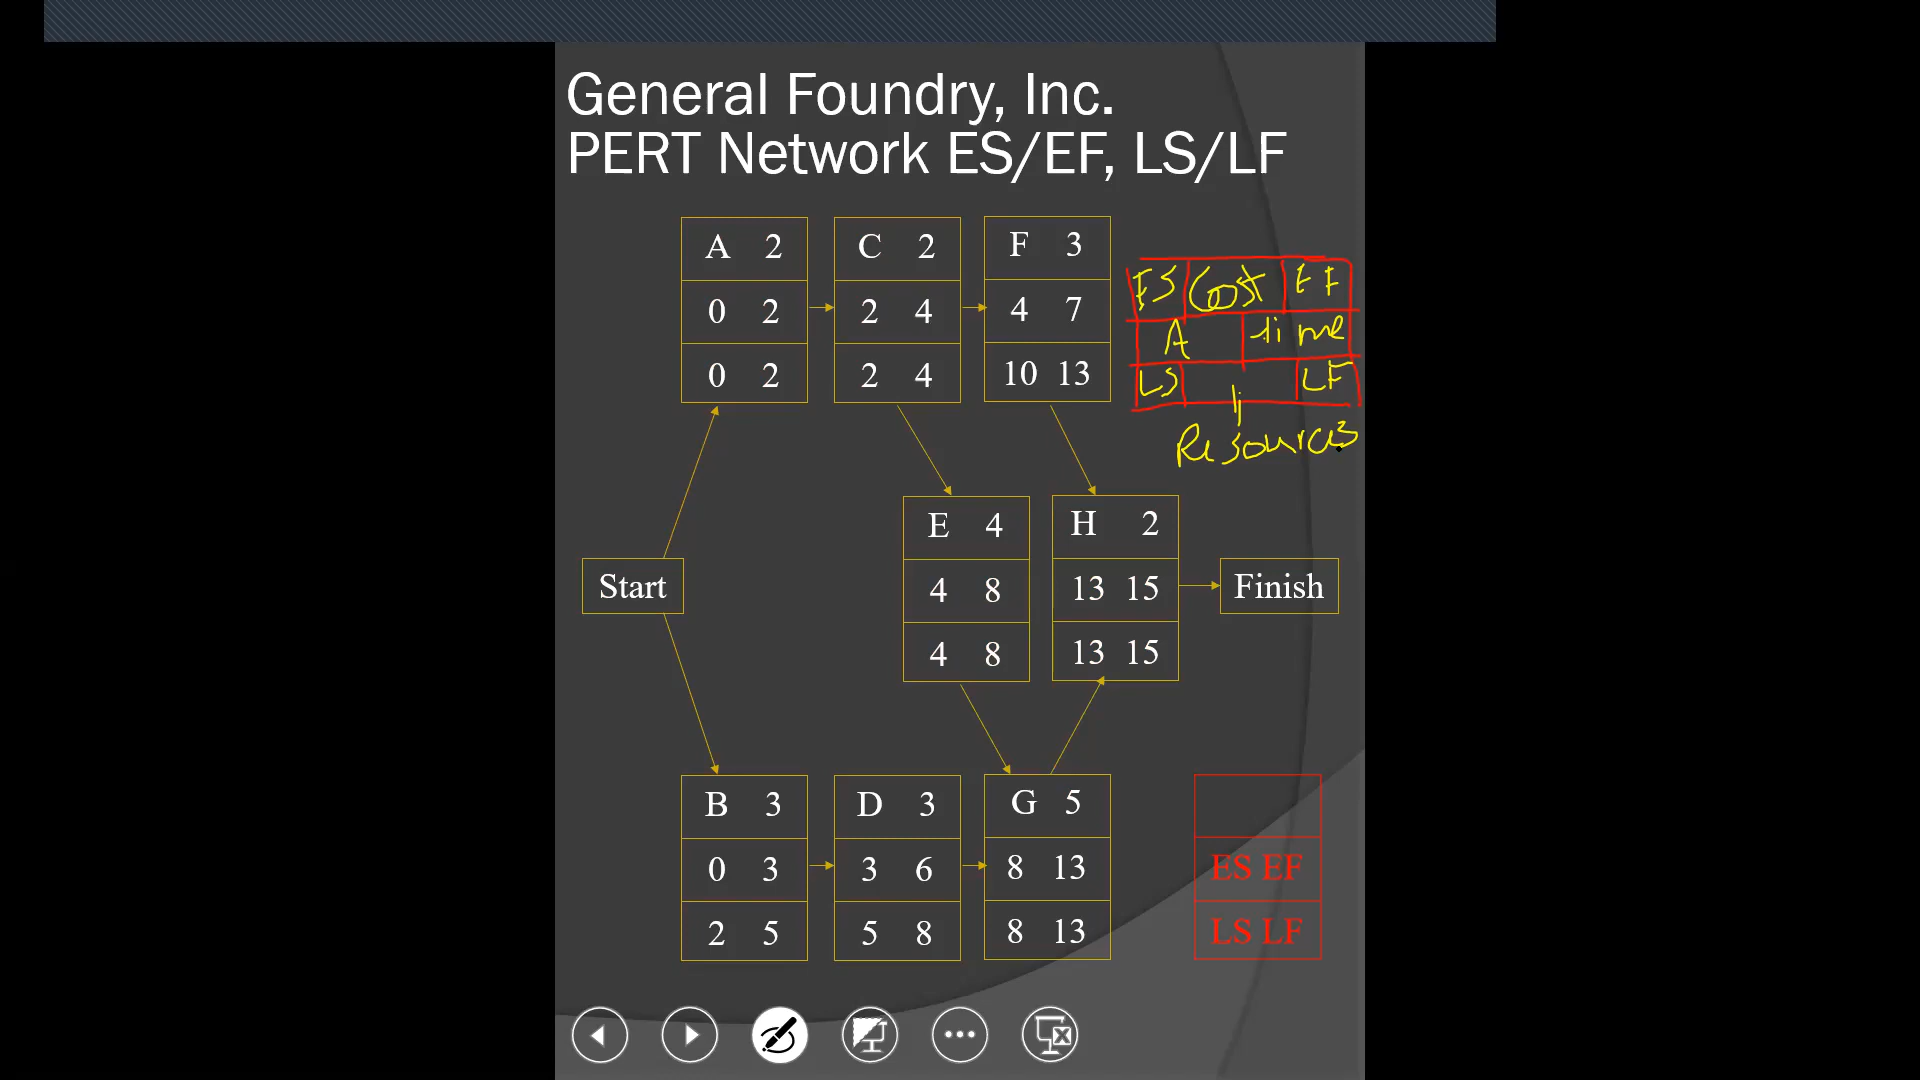 General Foundry, Inc.
PERT Network ES/EF, LS/LF
A 2
0 2
0 2
C 2
2 4
2 4
F 3
4 7
10 13
ES Cost EF
A time
LS LF
Resources
E 4
4 8
4 8
H 2
13 15
13 15
Start
Finish
B 3
0 3
2 5
D 3
3 6
5 8
G 5
8 13
8 13
ES EF
LS LF